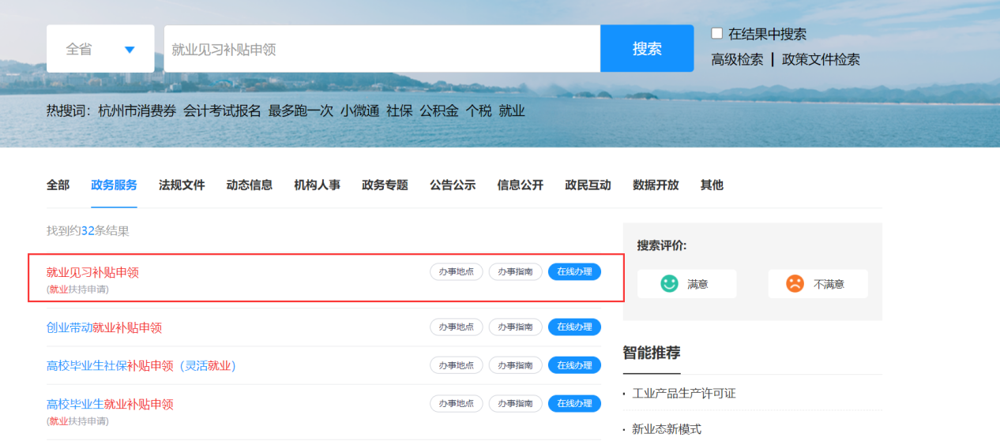 全省
就业见习补贴申领
搜索
在结果中搜索
高级检索 | 政策文件检索
热搜词：杭州市消费券 会计考试报名 最多跑一次 小微通 社保 公积金 个税 就业
全部 政务服务 法规文件 动态信息 机构人事 政务专题 公告公示 信息公开 政民互动 数据开放 其他
找到约32条结果
就业见习补贴申领 办事地点 办事指南 在线办理
(就业扶持申请)
创业带动就业补贴申领 办事地点 办事指南 在线办理
高校毕业生社保补贴申领（灵活就业） 办事地点 办事指南 在线办理
高校毕业生就业补贴申领 办事地点 办事指南 在线办理
(就业扶持申请)
搜索评价:
满意 不满意
智能推荐
· 工业产品生产许可证
· 新业态新模式